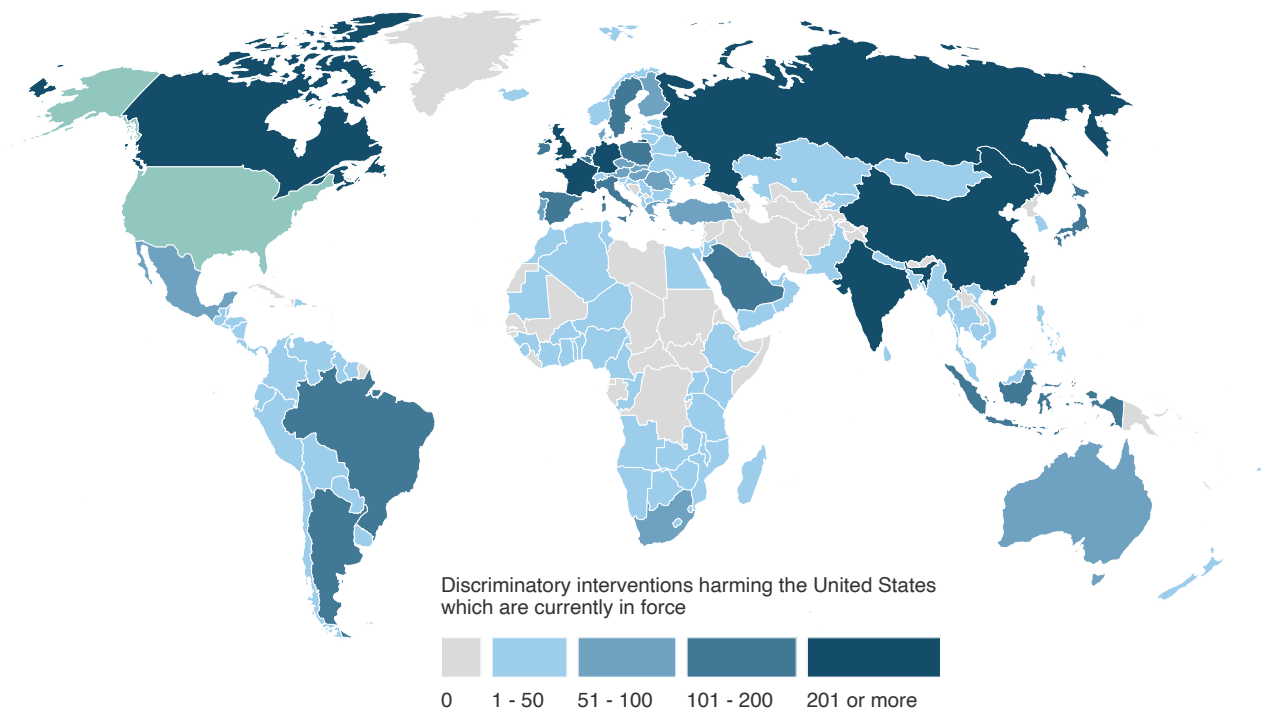 Discriminatory interventions harming the United States
which are currently in force
0
1 - 50
51 - 100
101 - 200
201 or more